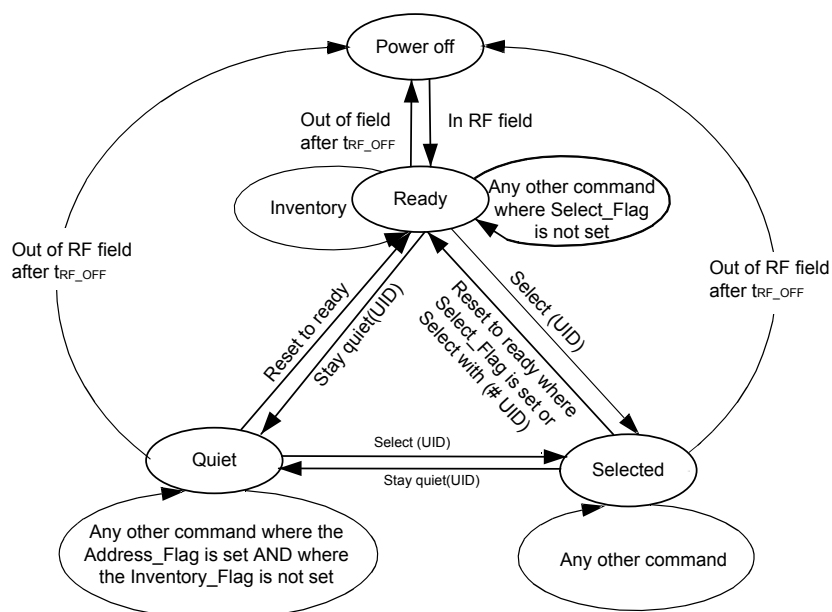 Power off
Out of field
after tRF_OFF
In RF field
Inventory
Ready
Any other command
where Select_Flag
is not set
Out of RF field
after tRF_OFF
Out of RF field
after tRF_OFF
Reset to ready
Stay quiet(UID)
Reset to ready where
Select_Flag is set or
Select with (# UID)
Select (UID)
Quiet
Select (UID)
Stay quiet(UID)
Selected
Any other command where the
Address_Flag is set AND where
the Inventory_Flag is not set
Any other command